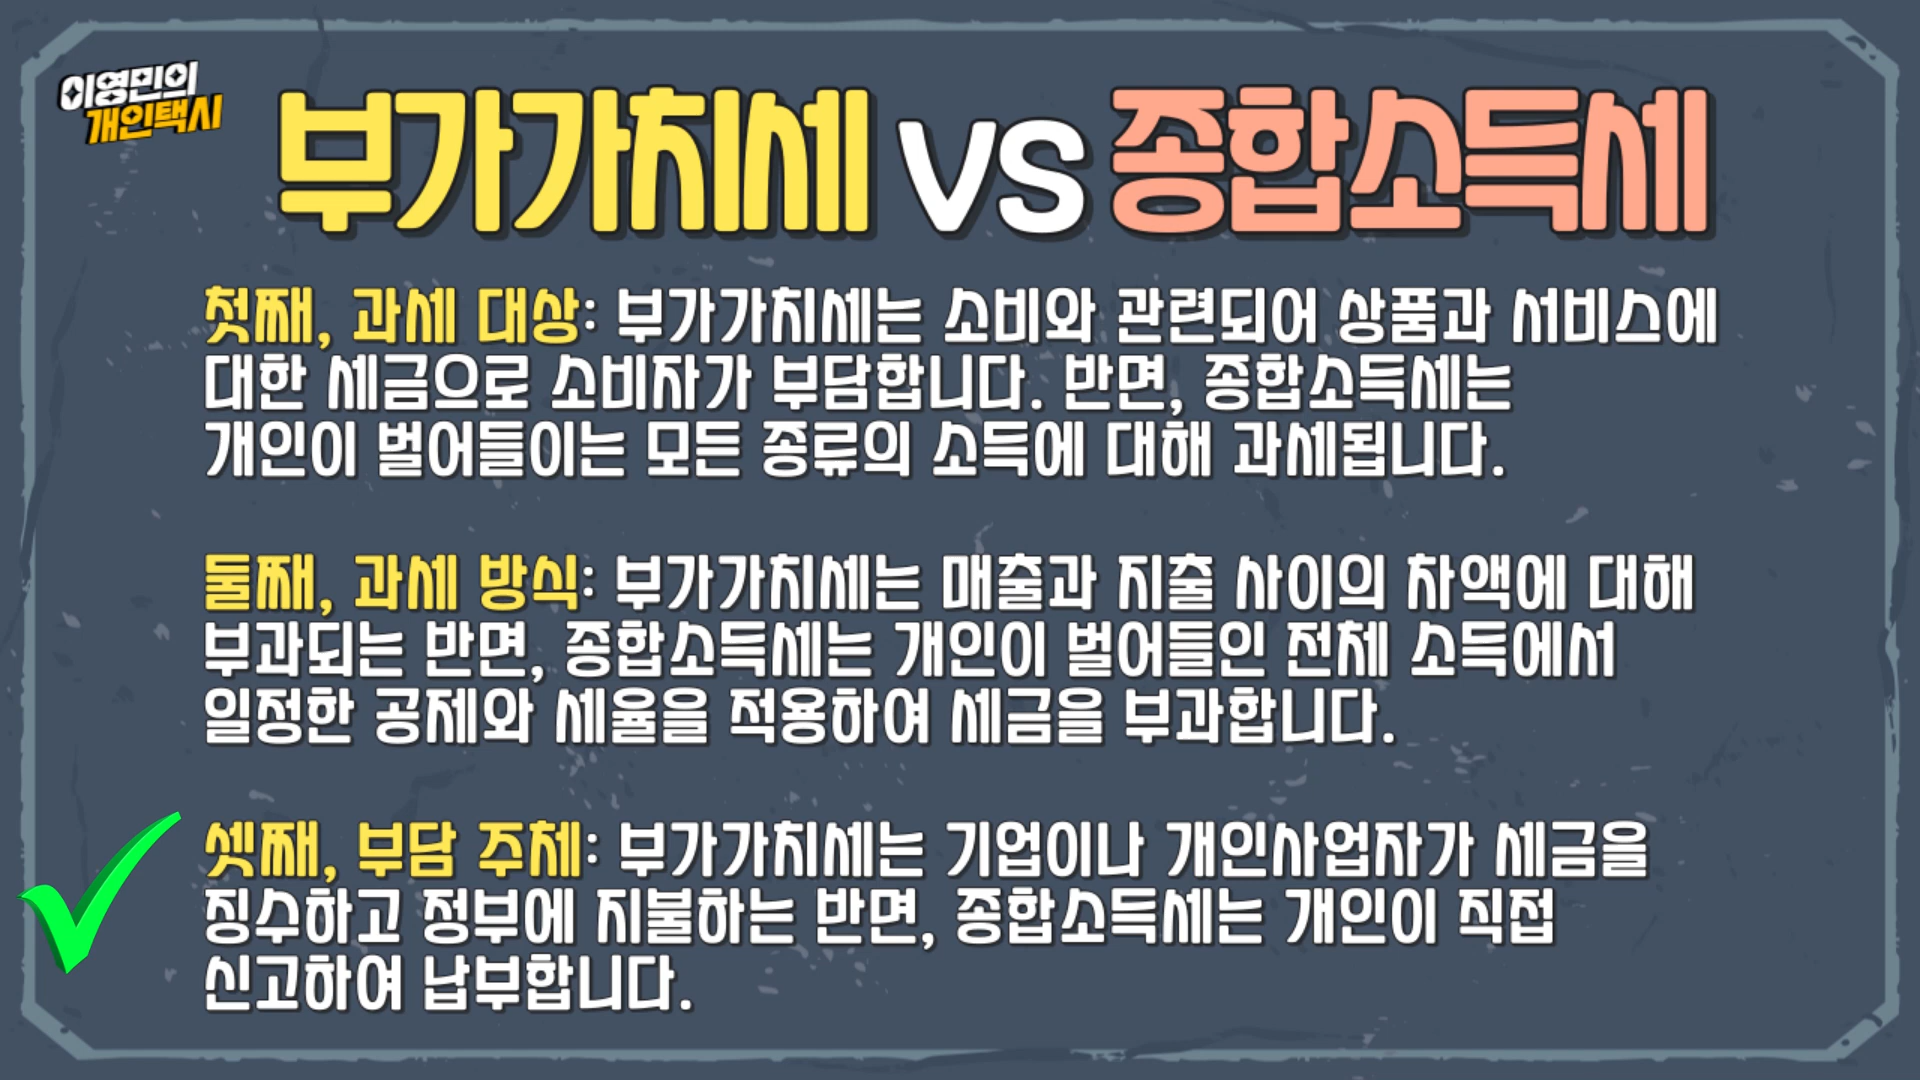 이영민의
개인택시
부가가치세 VS 종합소득세
첫째, 과세 대상: 부가가치세는 소비와 관련되어 상품과 서비스에
대한 세금으로 소비자가 부담합니다. 반면, 종합소득세는
개인이 벌어들이는 모든 종류의 소득에 대해 과세됩니다.
둘째, 과세 방식: 부가가치세는 매출과 지출 사이의 차액에 대해
부과되는 반면, 종합소득세는 개인이 벌어들인 전체 소득에서
일정한 공제와 세율을 적용하여 세금을 부과합니다.
셋째, 부담 주체: 부가가치세는 기업이나 개인사업자가 세금을
징수하고 정부에 지불하는 반면, 종합소득세는 개인이 직접
신고하여 납부합니다.